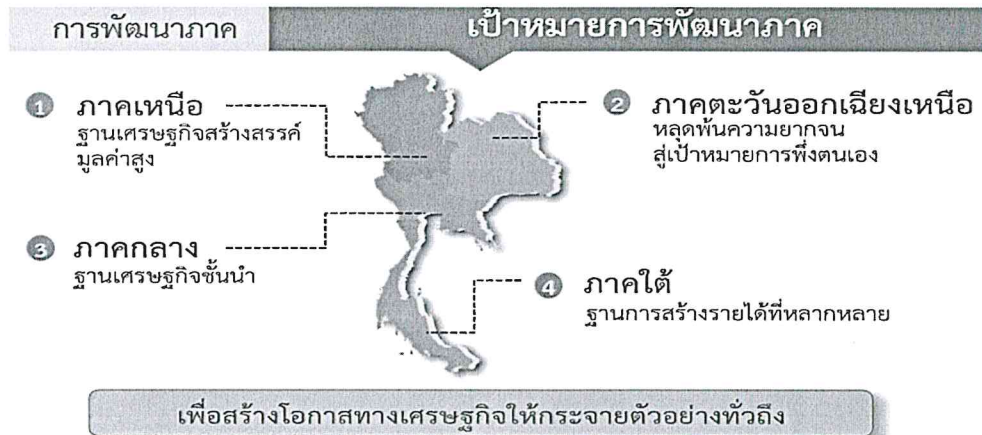 การพัฒนาภาค
เป้าหมายการพัฒนาภาค
1 ภาคเหนือ
ฐานเศรษฐกิจสร้างสรรค์
มูลค่าสูง
2 ภาคตะวันออกเฉียงเหนือ
หลุดพ้นความยากจน
สู่เป้าหมายการพึ่งตนเอง
3 ภาคกลาง
ฐานเศรษฐกิจชั้นนำ
4 ภาคใต้
ฐานการสร้างรายได้ที่หลากหลาย
เพื่อสร้างโอกาสทางเศรษฐกิจให้กระจายตัวอย่างทั่วถึง